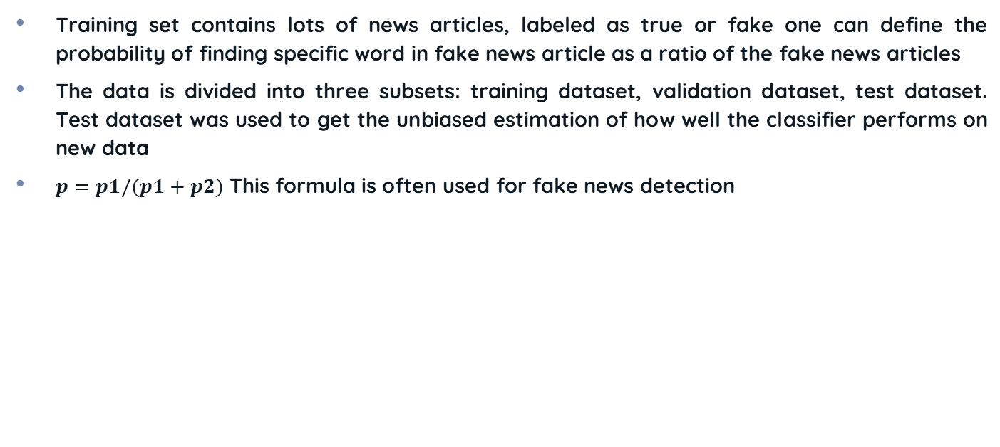 • Training set contains lots of news articles, labeled as true or fake one can define the
probability of finding specific word in fake news article as a ratio of the fake news articles
• The data is divided into three subsets: training dataset, validation dataset, test dataset.
Test dataset was used to get the unbiased estimation of how well the classifier performs on
new data
• p = p1/(p1 + p2) This formula is often used for fake news detection